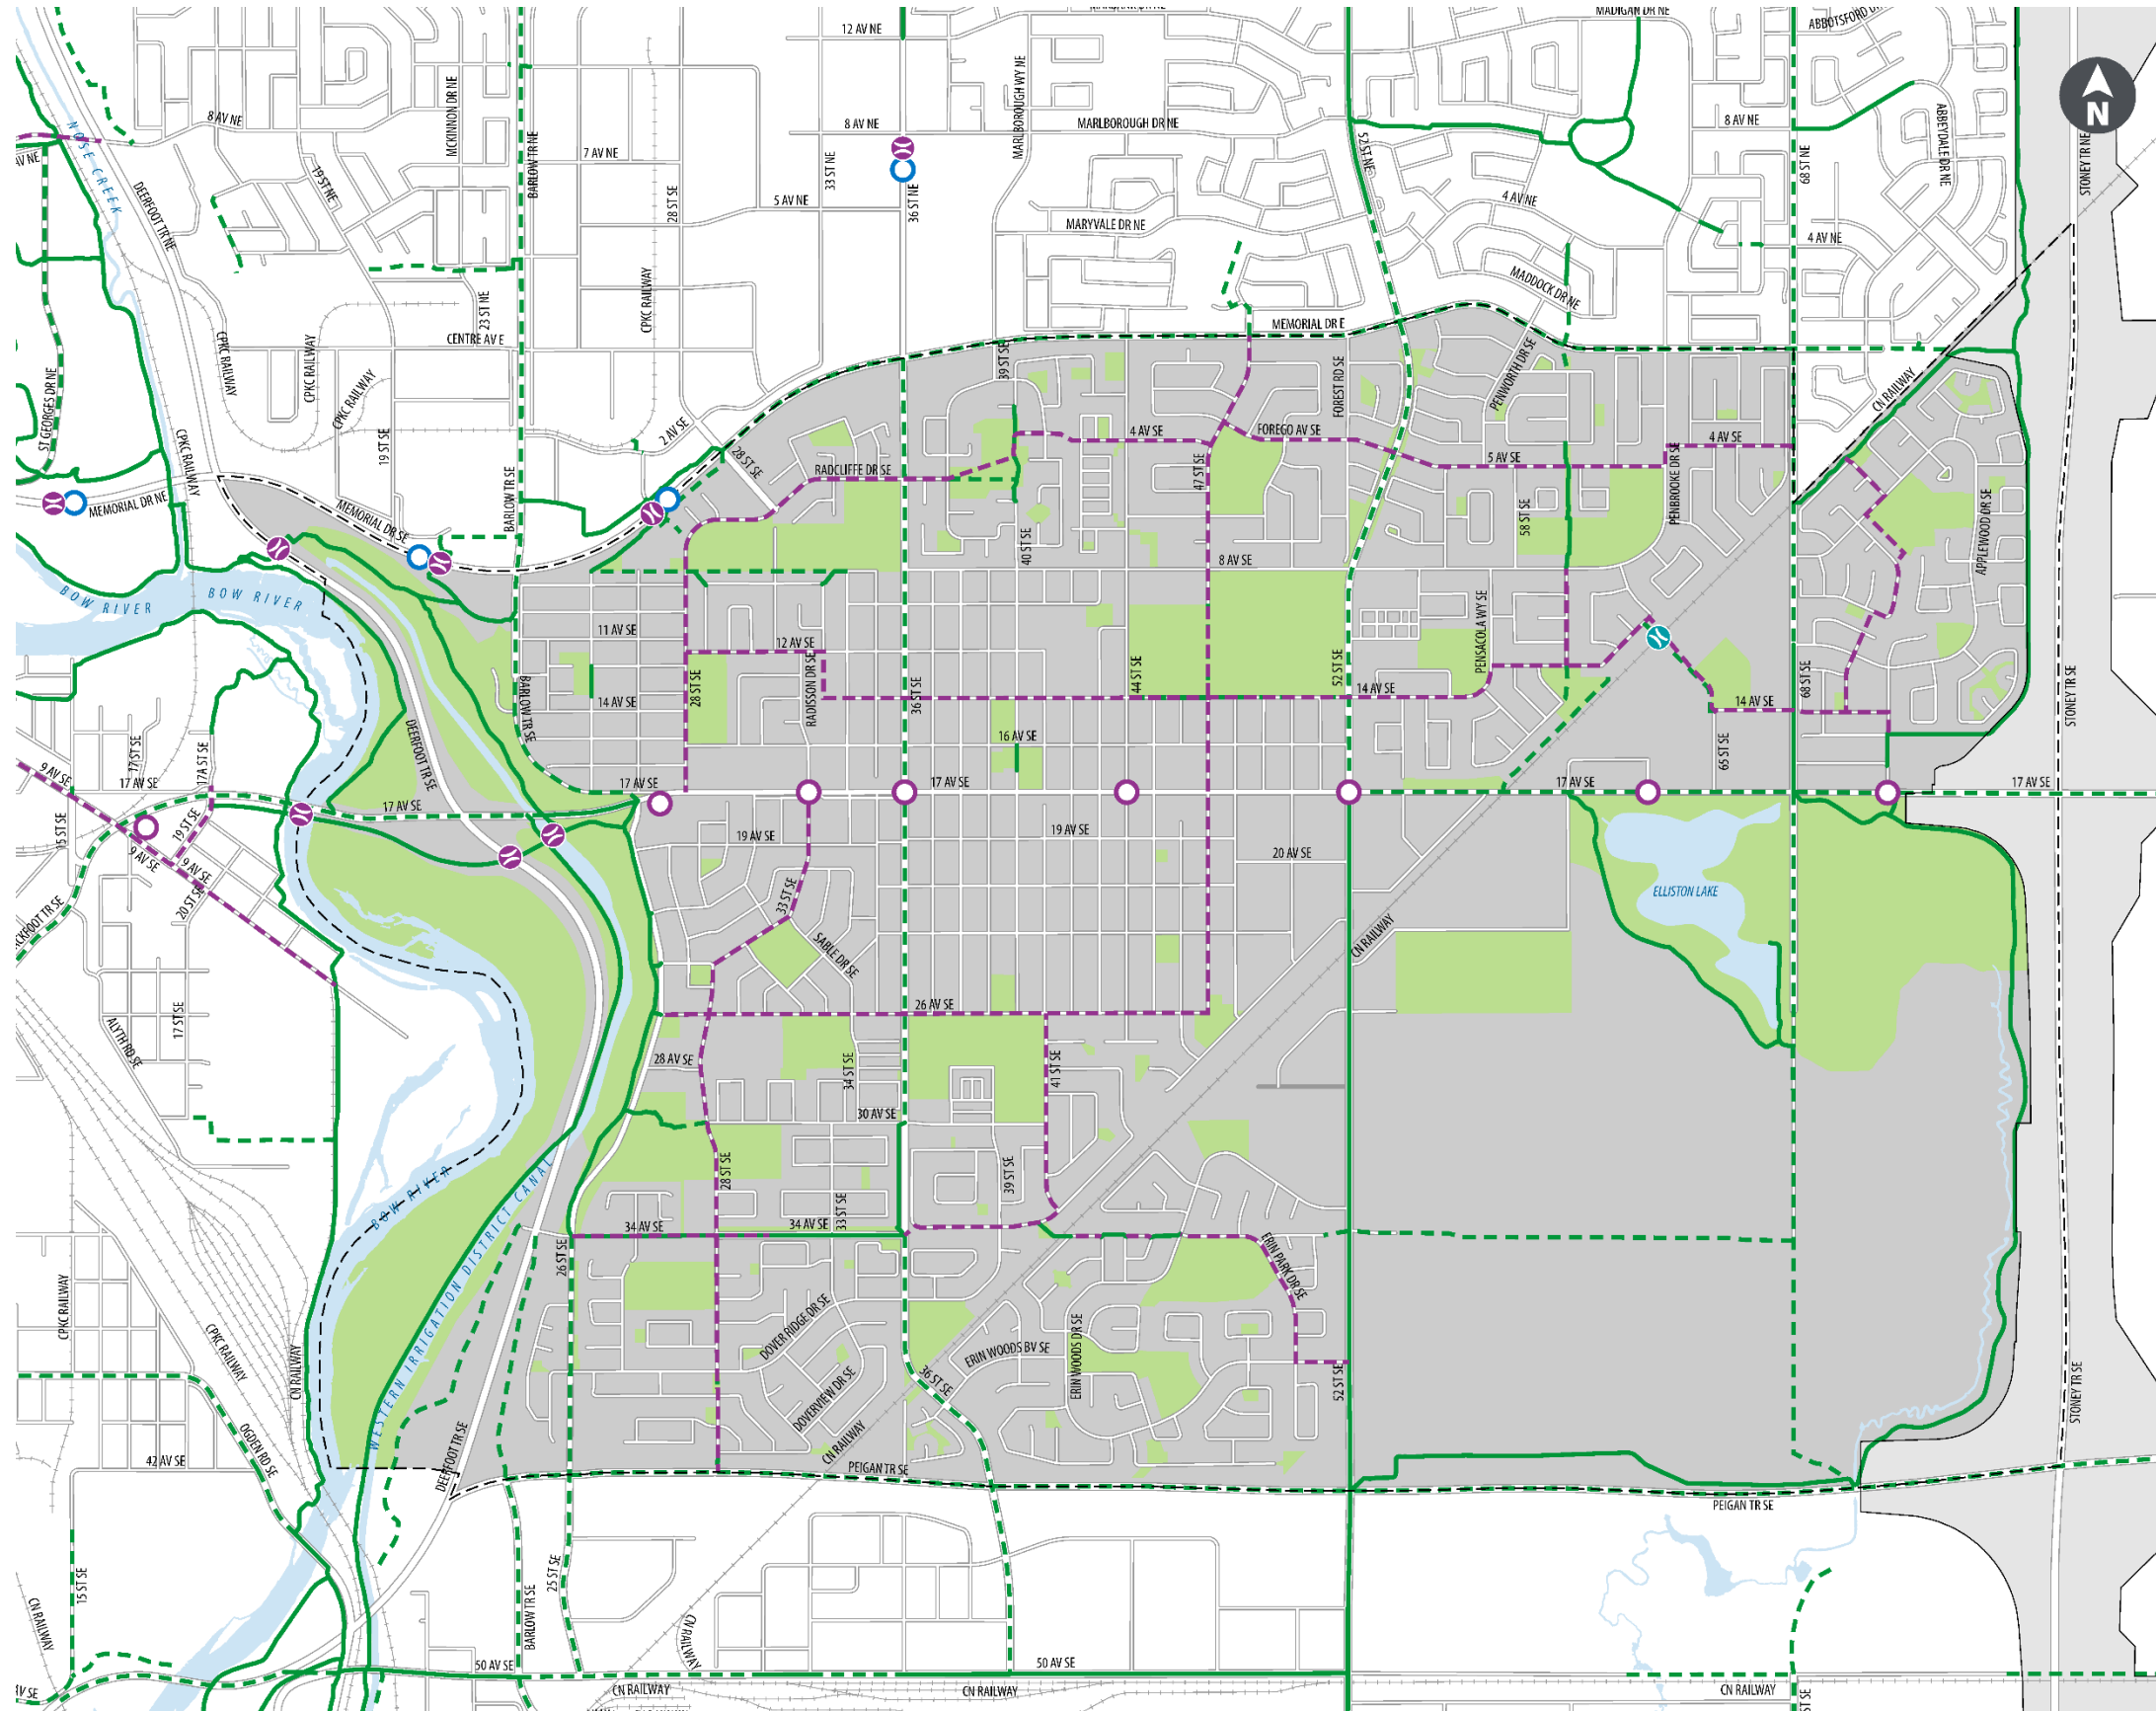 MADIGAN DR NE
12 AV NE
N
NOSE CREEK
8 AV NE
MCKINNON DR NE
BARLOW TR NE
7 AV NE
8 AV NE
MARLBOROUGH WY NE
MARLBOROUGH DR NE
52 ST NE
8 AV NE
ABBEYDALE DR NE
STONEY TR NE
19 ST NE
DEERFOOT TR NE
28 ST SE
33 ST NE
5 AV NE
36 ST NE
MARYVALE DR NE
4 AV NE
68 ST NE
4 AV NE
MADDOCK DR NE
CPKC RAILWAY
23 ST NE
CENTRE AV E
MEMORIAL DR E
CPKC RAILWAY
CPKC RAILWAY
CPKC RAILWAY
ST GEORGES DR NE
39 ST SE
FOREST RD SE
PENWORTH DR SE
CN RAILWAY
2 AV SE
19 ST SE
CPKC RAILWAY
4 AV SE
FOREGO AV SE
5 AV SE
4 AV SE
28 ST SE
RADCLIFFE DR SE
47 ST SE
PENBROOKE DR SE
MEMORIAL DR NE
MEMORIAL DR SE
BARLOW TR SE
40 ST SE
58 ST SE
APPLEWOOD DR SE
8 AV SE
BOW RIVER
BOW RIVER
11 AV SE
12 AV SE
PENSACOLA WY SE
BARLOW TR SE
14 AV SE
28 ST SE
RADISSON DR SE
36 ST SE
44 ST SE
52 ST SE
14 AV SE
68 ST SE
14 AV SE
STONEY TR SE
16 AV SE
65 ST SE
17 ST SE
17A ST SE
DEERFOOT TR SE
9 AV SE
17 AV SE
17 AV SE
17 AV SE
17 AV SE
17 AV SE
17 AV SE
15 ST SE
19 ST SE
9 AV SE
9 AV SE
20 ST SE
19 AV SE
19 AV SE
20 AV SE
ELLISTON LAKE
33 ST SE
SABLE DR SE
CN RAILWAY
17 ST SE
ALYTH RD SE
26 AV SE
28 AV SE
34 ST SE
41 ST SE
30 AV SE
BOW RIVER
WESTERN IRRIGATION DISTRICT CANAL
28 ST SE
33 ST SE
39 ST SE
34 AV SE
34 AV SE
26 ST SE
ERIN PARK DR SE
CPKC RAILWAY
CPKC RAILWAY
CN RAILWAY
DOVER RIDGE DR SE
ERIN WOODS BV SE
ERIN WOODS DR SE
36 ST SE
52 ST SE
STONEY TR SE
DOVERVIEW DR SE
CN RAILWAY
42 AV SE
OGDEN RD SE
DEERFOOT TR SE
PEIGAN TR SE
PEIGAN TR SE
15 ST SE
25 ST SE
BARLOW TR SE
CN RAILWAY
CN RAILWAY
50 AV SE
50 AV SE
CN RAILWAY
CN RAILWAY
CN RAILWAY